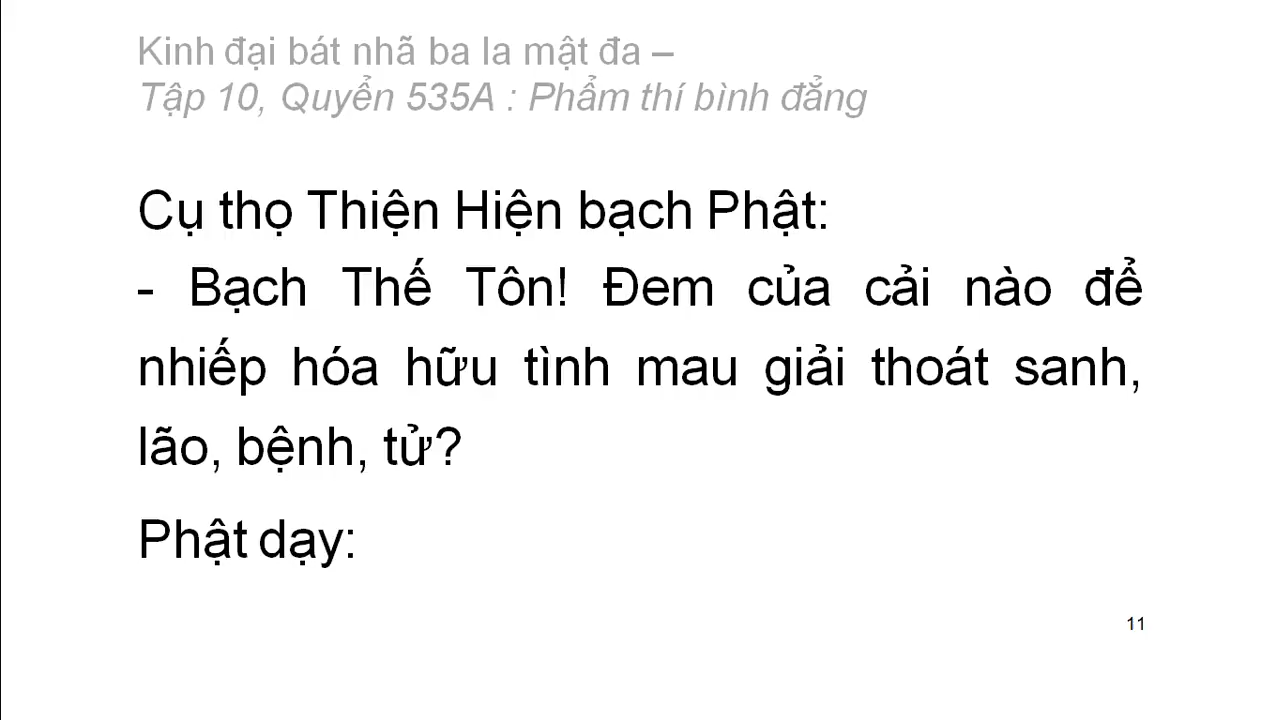 Kinh đại bát nhã ba la mật đa –
Tập 10, Quyển 535A : Phẩm thí bình đẳng
Cụ thọ Thiện Hiện bạch Phật:
- Bạch Thế Tôn! Đem của cải nào để
nhiếp hóa hữu tình mau giải thoát sanh,
lão, bệnh, tử?
Phật dạy:
11